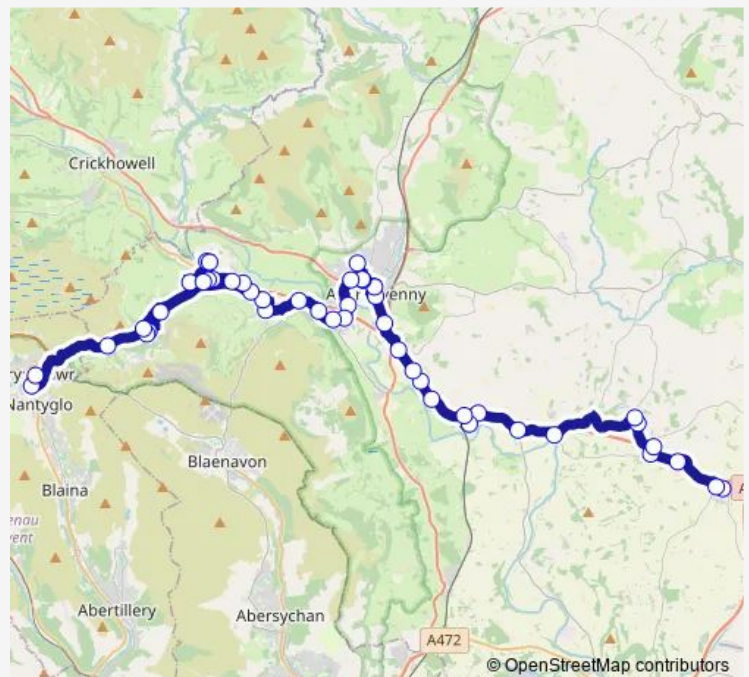 Crickhowell
Nantyglo
Blaenavon
Blaina
Abertillery
Abersychan
A472
© OpenStreetMap contributors